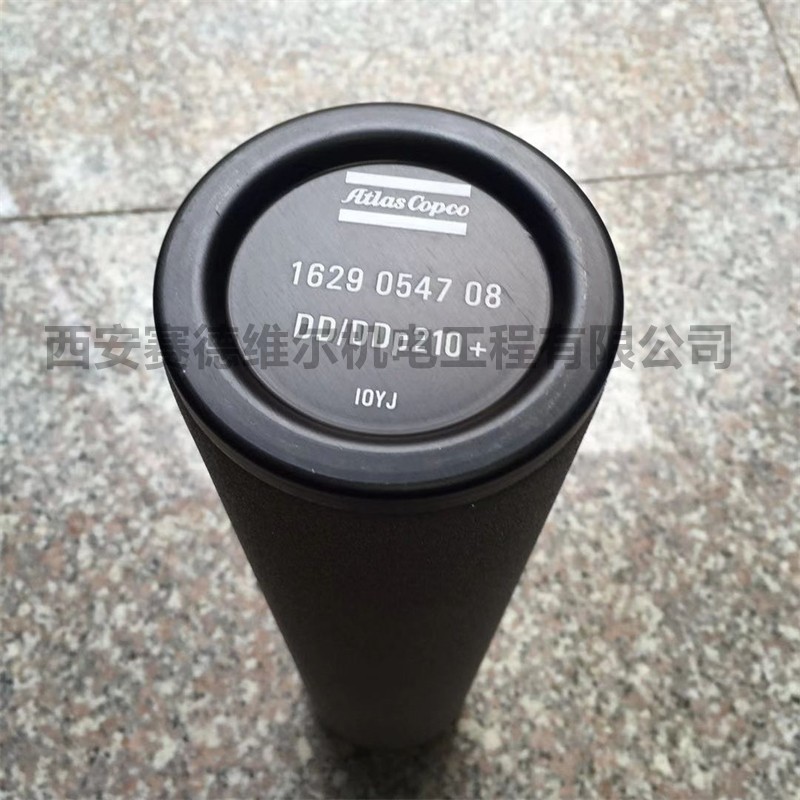 Atlas Copco
1629 0547 08
DD/DDp210+
西安赛德维尔机电工程有限公司
IOYJ